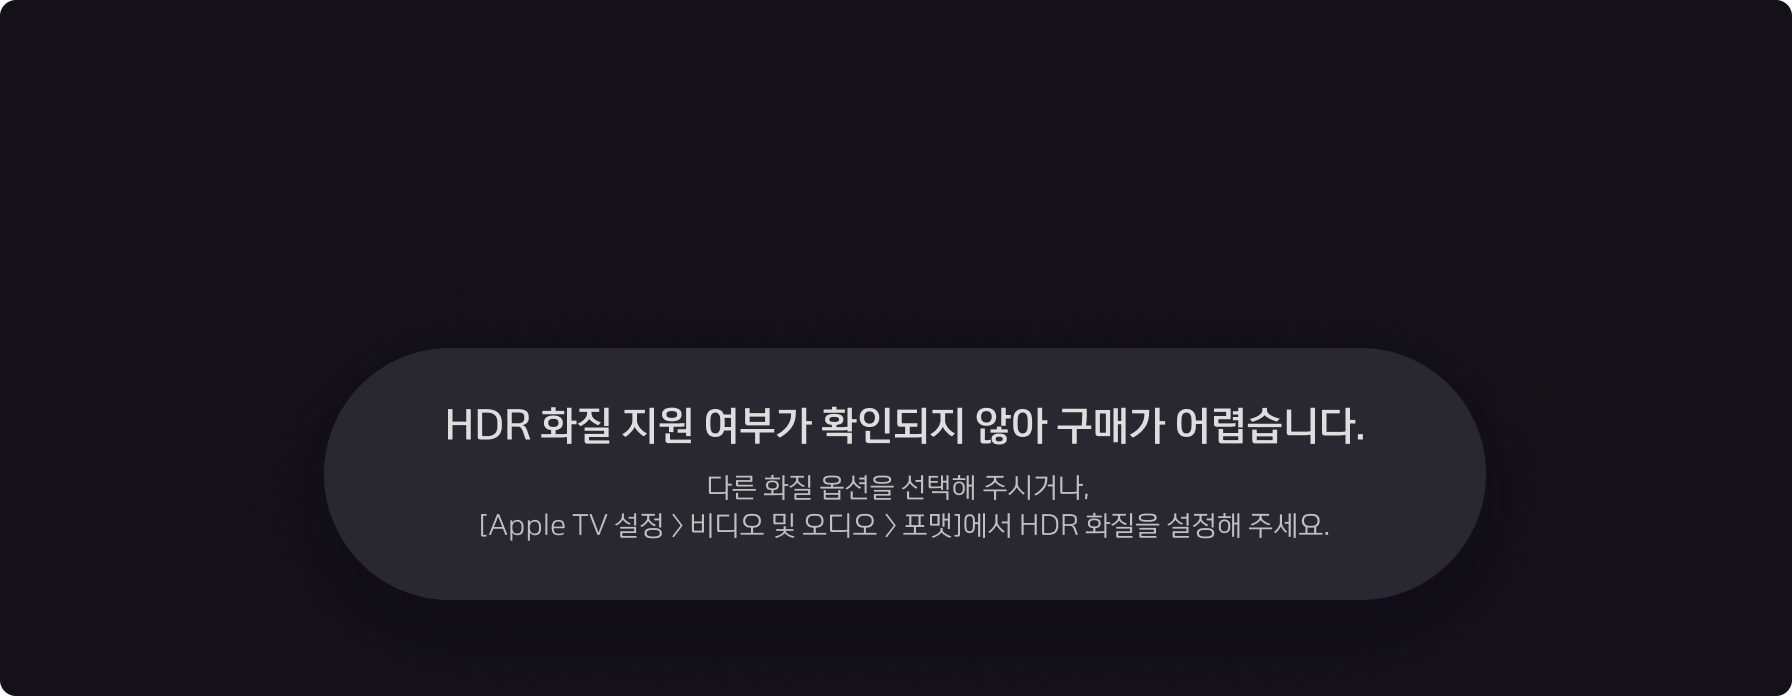 HDR 화질 지원 여부가 확인되지 않아 구매가 어렵습니다.
다른 화질 옵션을 선택해 주시거나,
[Apple TV 설정 > 비디오 및 오디오 > 포맷]에서 HDR 화질을 설정해 주세요.